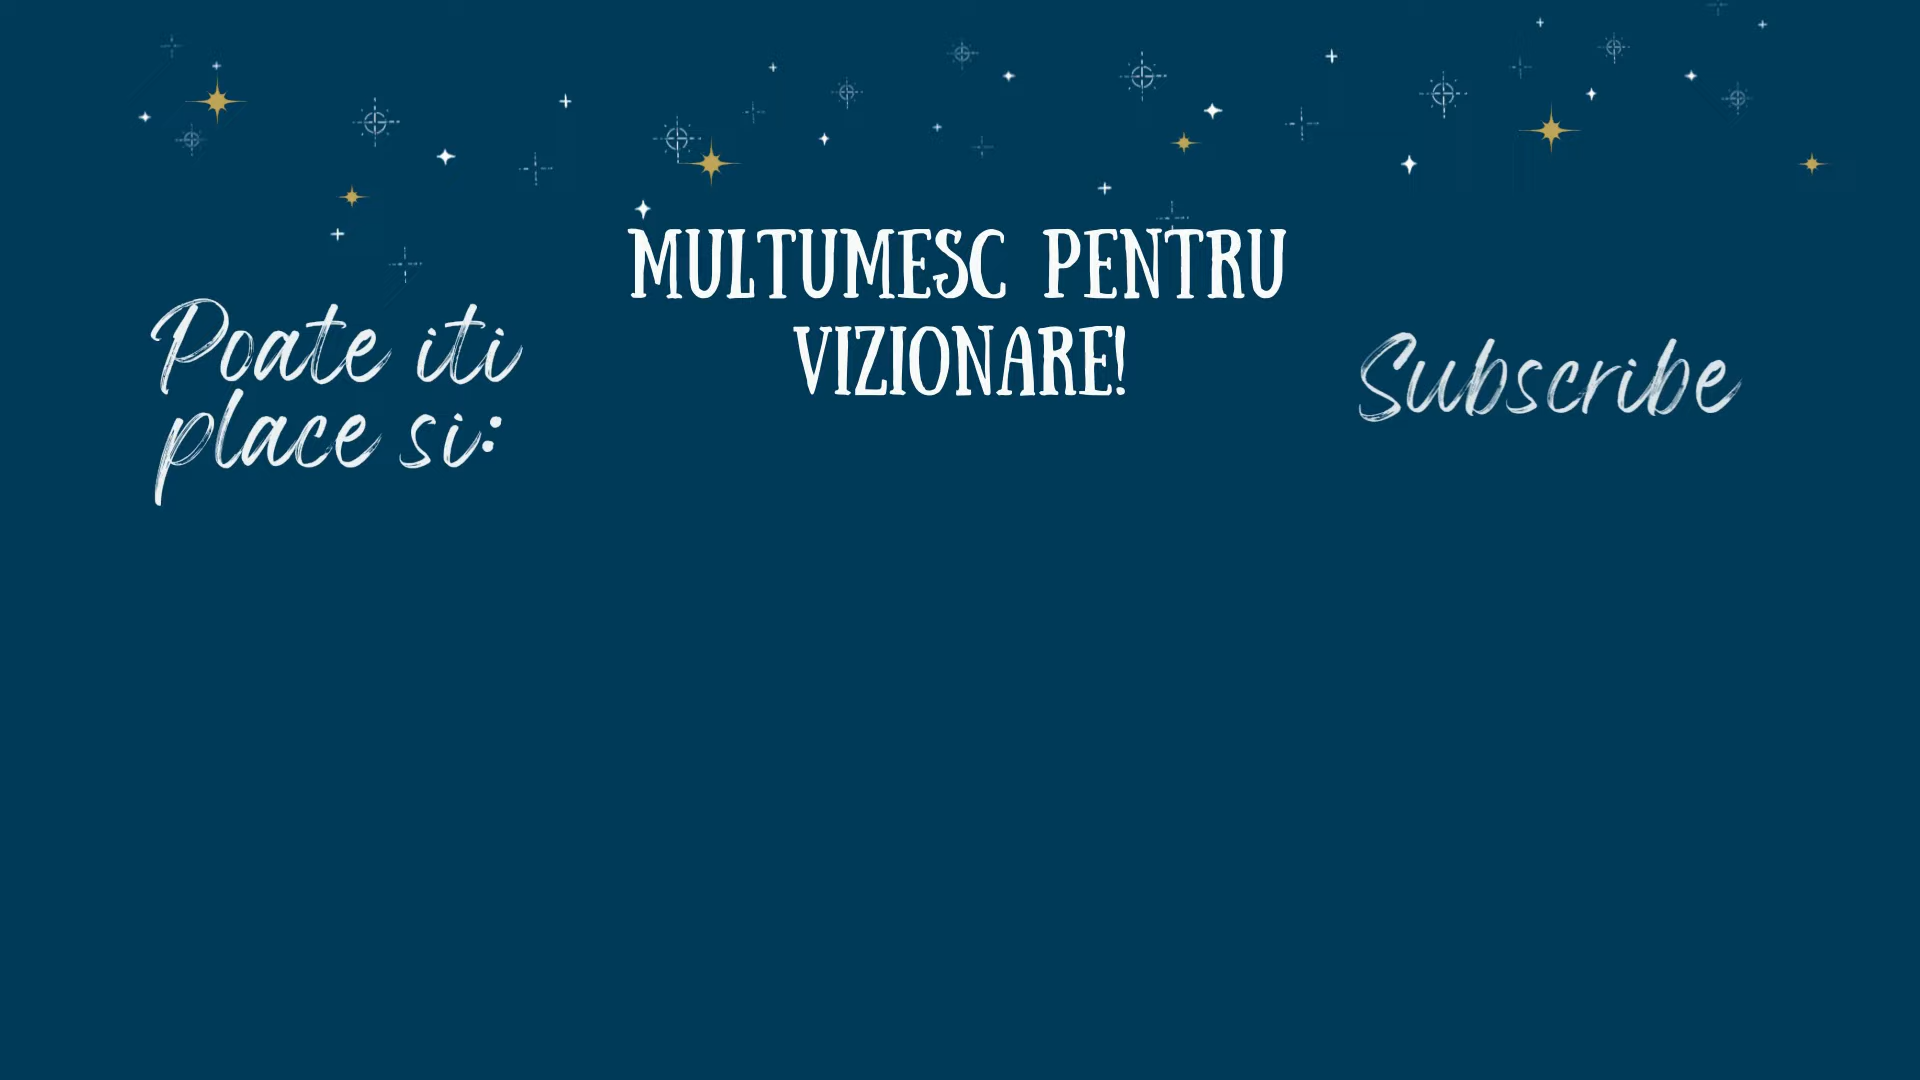 MULTUMESC PENTRU
VIZIONARE!
Poate iti
place si:
Subscribe